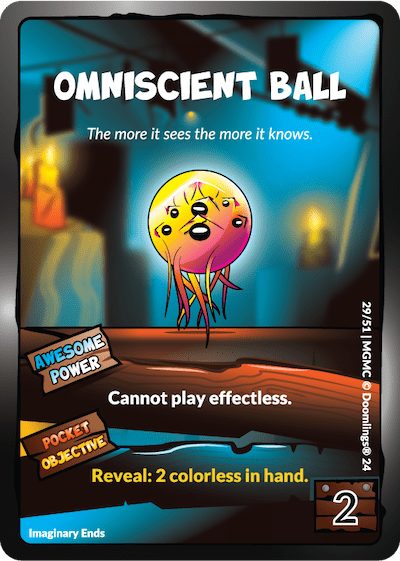 OMNISCIENT BALL
The more it sees the more it knows.
29/51 | MGMC © Doomlings® 24
AWESOME
POWER
Cannot play effectless.
POCKET
OBJECTIVE
Reveal: 2 colorless in hand.
2
Imaginary Ends